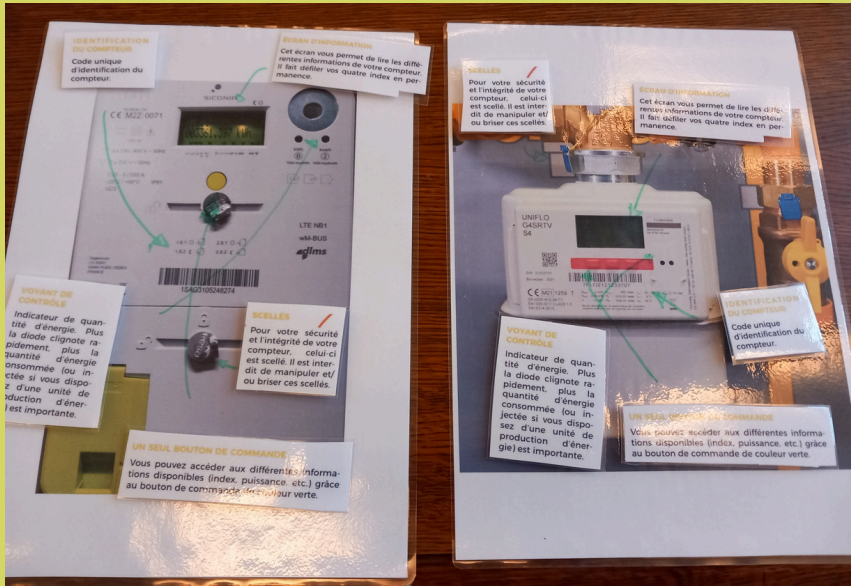 IDENTIFICATION
DU COMPTEUR
Code unique
d'identification du
compteur.
ÉCRAN D'INFORMATION
Cet écran vous permet de lire les diffé-
rentes informations de votre compteur.
Il fait défiler vos quatre index en per-
manence.
SICONIA
CE M22 0071
LTE NB1
wM-BUS
dlms
1SAG3105248274
VOYANT DE
CONTRÔLE
Indicateur de quan-
tité d'énergie. Plus
la diode clignote ra-
pidement, plus la
quantité d'énergie
consommée (ou in-
jectée si vous dispo-
sez d'une unité de
production d'éner-
) est importante.
SCELLÉS
Pour votre sécurité
et l'intégrité de votre
compteur, celui-ci
est scellé. Il est inter-
dit de manipuler et/
ou briser ces scellés.
UN SEUL BOUTON DE COMMANDE
Vous pouvez accéder aux différentes informa-
tions disponibles (index, puissance, etc.) grâce
au bouton de commande de couleur verte.
SCELLÉS
Pour votre sécurité
et l'intégrité de votre
compteur, celui-ci
est scellé. Il est inter-
dit de manipuler et/
ou briser ces scellés.
ÉCRAN D'INFORMATION
Cet écran vous permet de lire les diffé-
rentes informations de votre compteur.
Il fait défiler vos quatre index en per-
manence.
UNIFLO
G4SRTV
S4
IDENTIFICATION
DU COMPTEUR
Code unique
d'identification du
compteur.
VOYANT DE
CONTRÔLE
Indicateur de quan-
tité d'énergie. Plus
la diode clignote ra-
pidement, plus la
quantité d'énergie
consommée (ou in-
jectée si vous dispo-
sez d'une unité de
production d'éner-
gie) est importante.
UN SEUL BOUTON DE COMMANDE
Vous pouvez accéder aux différentes informa-
tions disponibles (index, puissance, etc.) grâce
au bouton de commande de couleur verte.